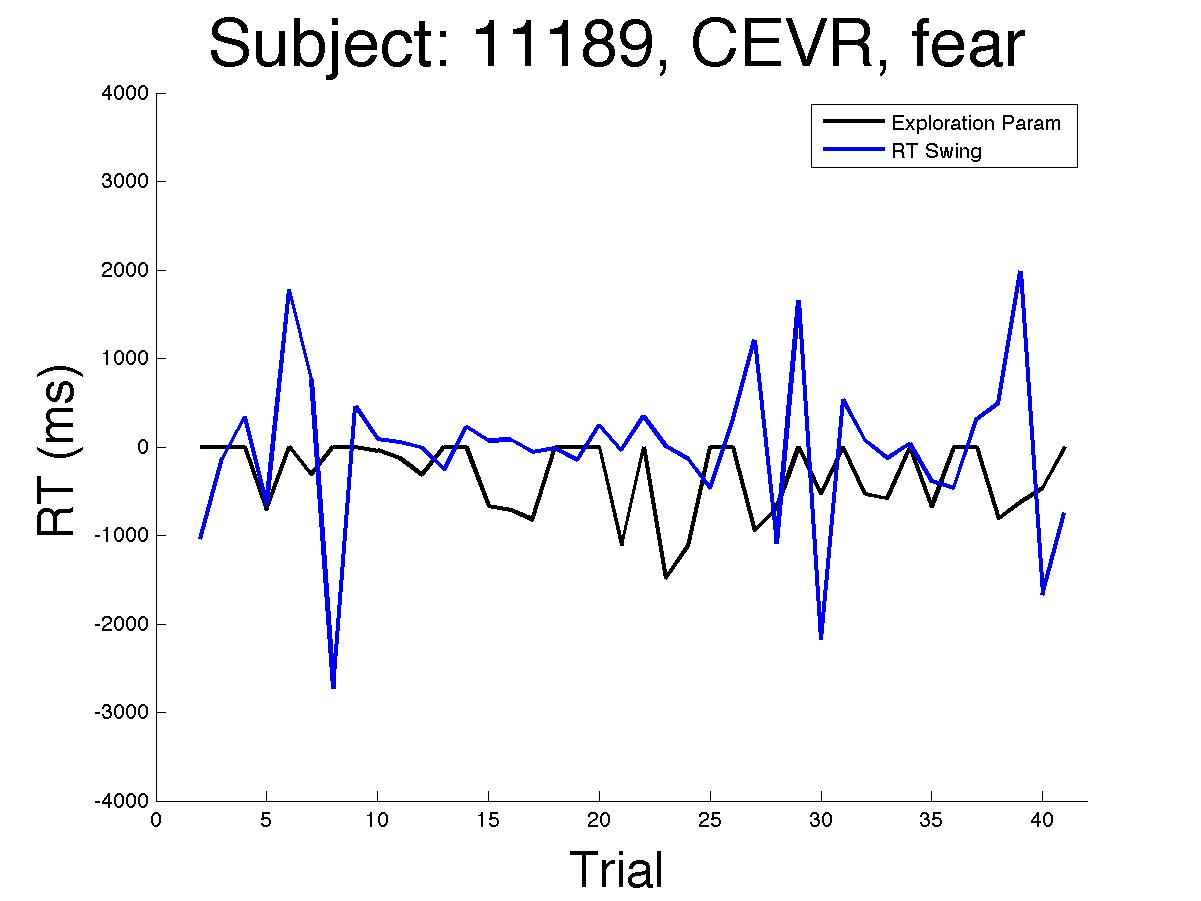 Subject: 11189, CEVR, fear
Exploration Param
RT Swing
RT (ms)
4000
3000
2000
1000
0
-1000
-2000
-3000
-4000
0 5 10 15 20 25 30 35 40
Trial